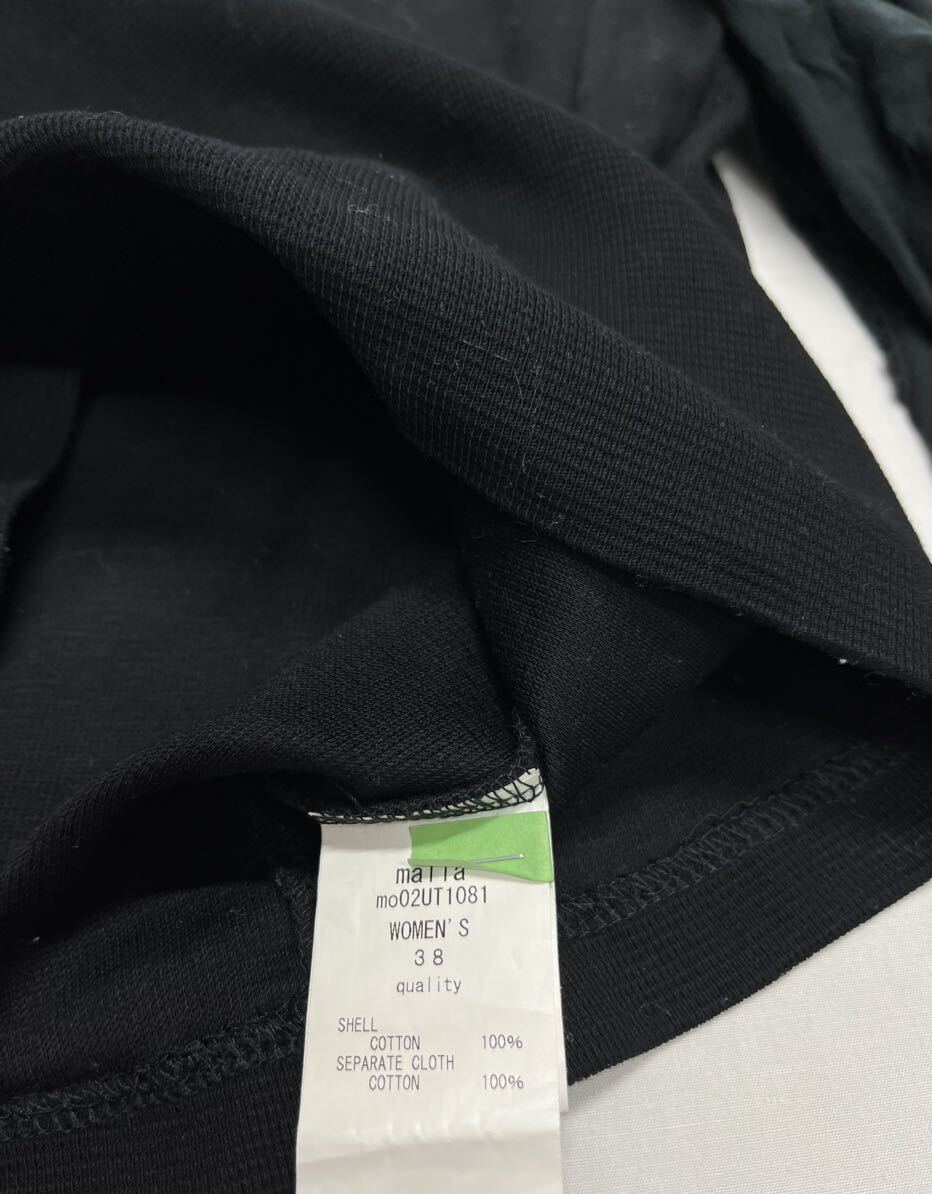 malla
mo02UT1081
WOMEN'S
38
quality
SHELL
COTTON 100%
SEPARATE CLOTH
COTTON 100%